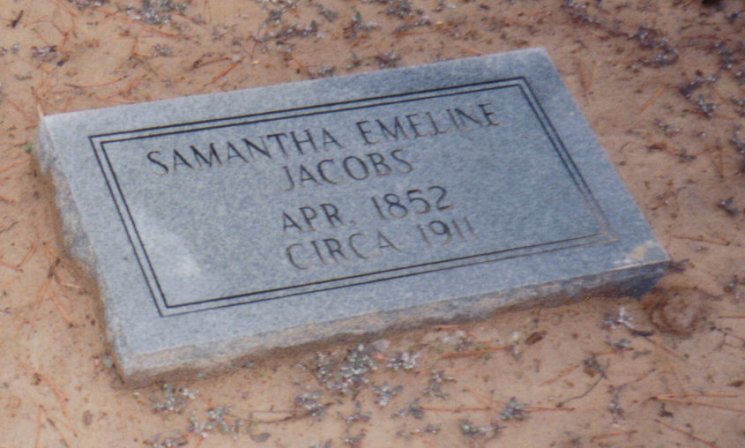 SAMANTHA EMELINE
JACOBS
APR. 1852
CIRCA 1911